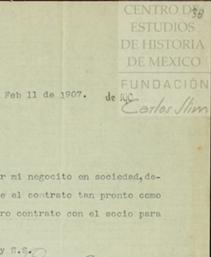 CENTRO DE
ESTUDIOS
DE HISTORIA
DE MEXICO
FUNDACIÓN
Carlos Slim
Feb 11 de 1907.
r mi negocito en sociedad,de-
e el contrato tan pronto como
ro contrato con el socio para
y S.S.